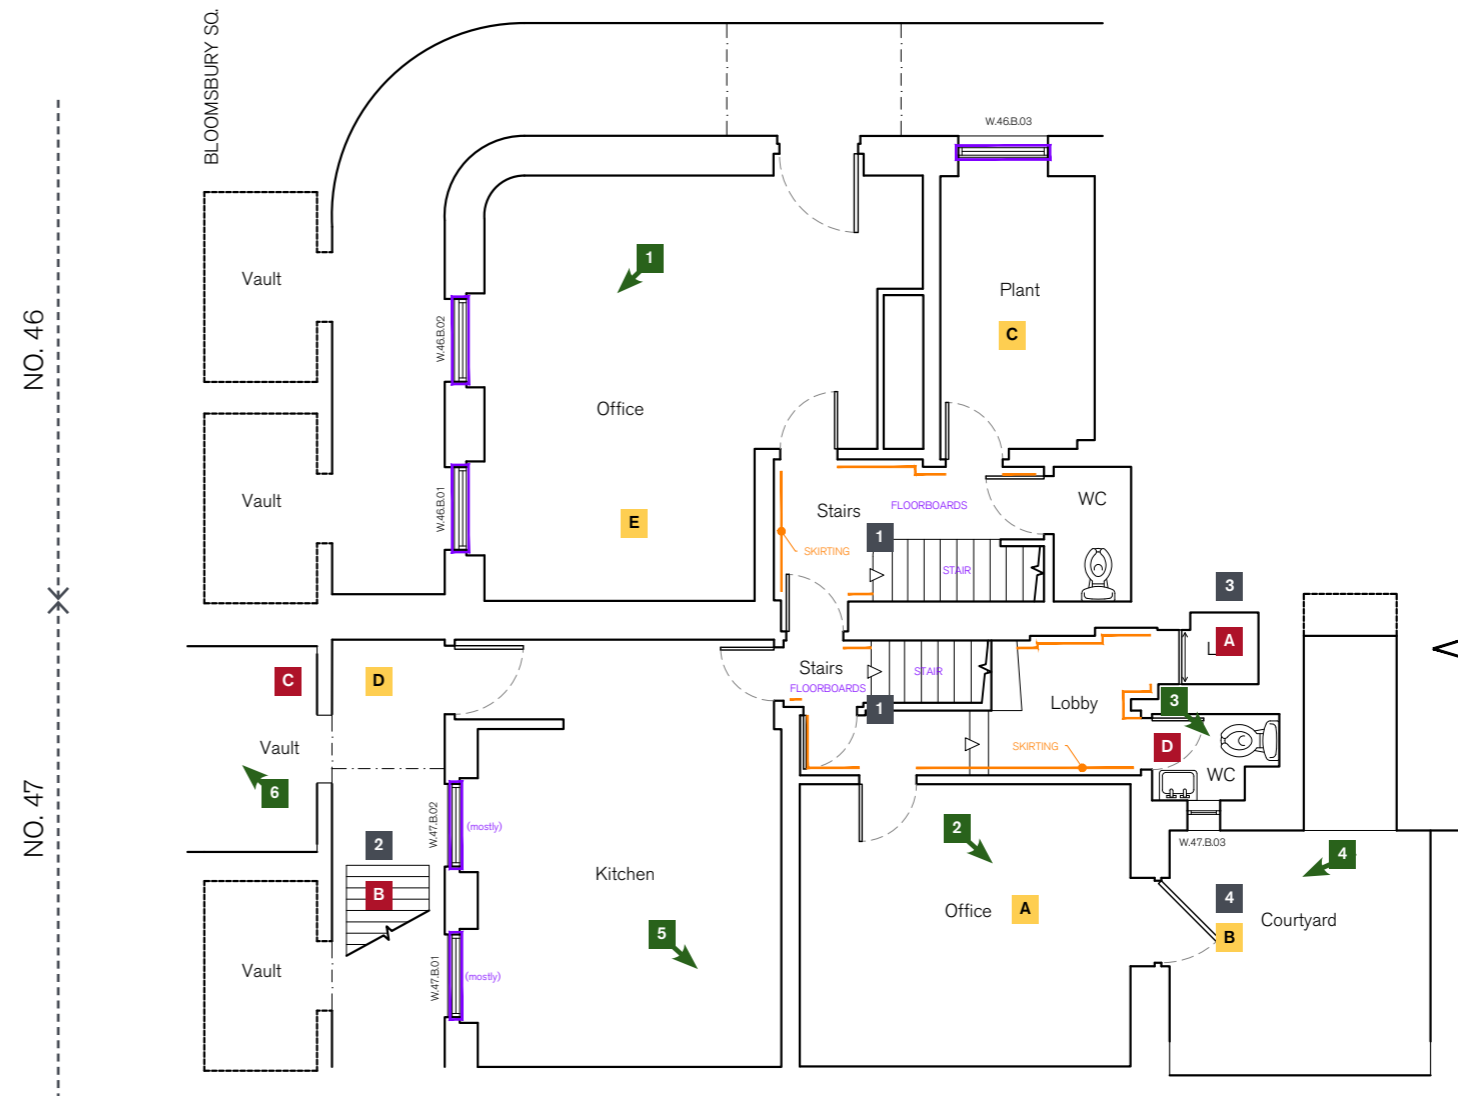 BLOOMSBURY SQ.
W.46.B.03
NO. 46
Vault
1
Plant
C
W.46.B.02
Office
Vault
W.46.B.01
E
Stairs
FLOORBOARDS
WC
1
SKIRTING
STAIR
3
A
C
D
Stairs
FLOORBOARDS
STAIR
Lobby
3
Vault
SKIRTING
D
WC
1
6
NO. 47
2
W.47.B.02
(mostly)
2
W.47.B.03
4
B
Kitchen
Office
A
4
Courtyard
B
5
Vault
W.47.B.01
(mostly)